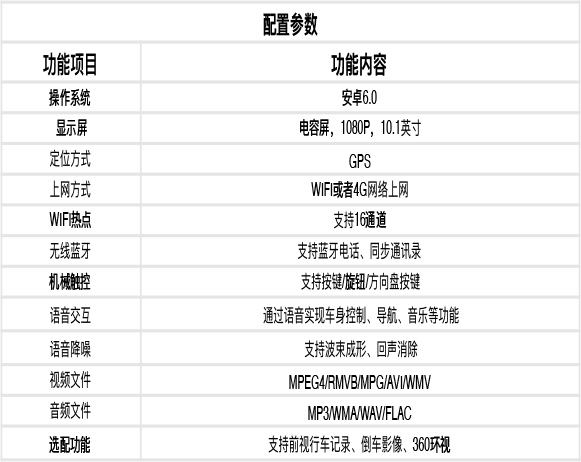 配置参数
功能项目 功能内容
操作系统 安卓6.0
显示屏 电容屏，1080P，10.1英寸
定位方式 GPS
上网方式 WIFI或者4G网络上网
WIFI热点 支持16通道
无线蓝牙 支持蓝牙电话、同步通讯录
机械触控 支持按键/旋钮/方向盘按键
语音交互 通过语音实现车身控制、导航、音乐等功能
语音降噪 支持波束成形、回声消除
视频文件 MPEG4/RMVB/MPG/AVI/WMV
音频文件 MP3/WMA/WAV/FLAC
选配功能 支持前视行车记录、倒车影像、360环视